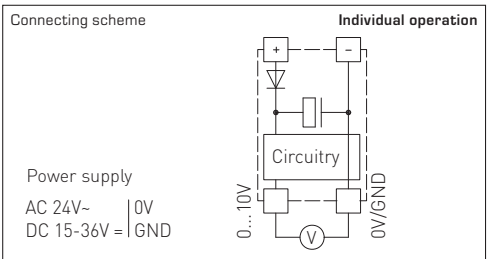 Connecting scheme
Individual operation
+ −
Circuitry
Power supply
AC 24V~ | 0V
DC 15-36V = | GND
0...10V
0V/GND
V